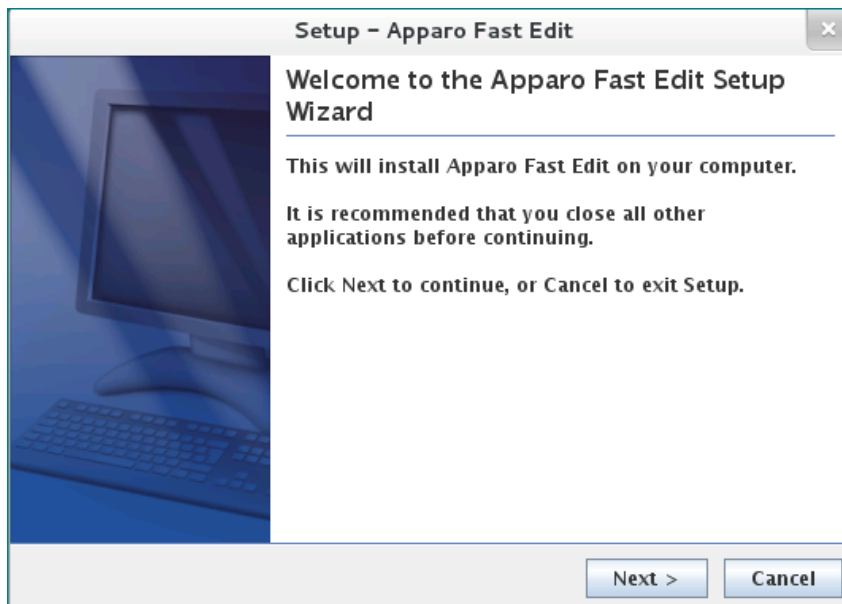 Setup – Apparo Fast Edit
Welcome to the Apparo Fast Edit Setup
Wizard
This will install Apparo Fast Edit on your computer.
It is recommended that you close all other
applications before continuing.
Click Next to continue, or Cancel to exit Setup.
Next >
Cancel